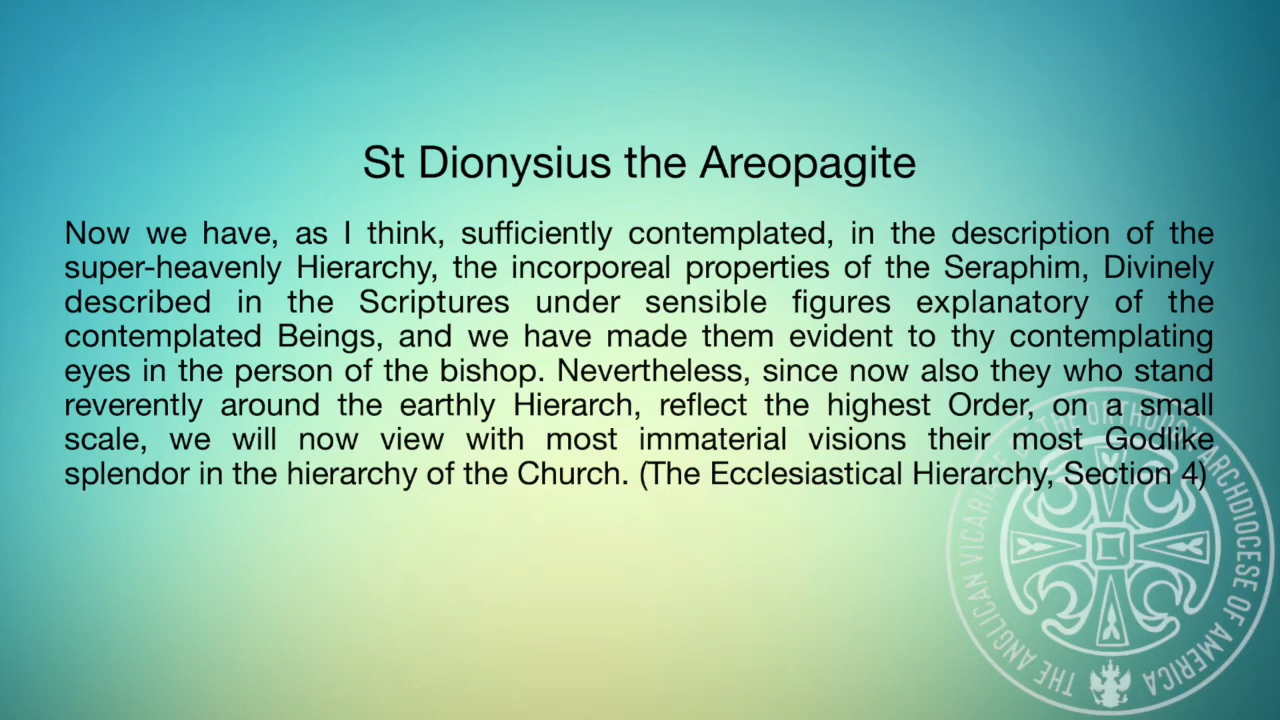 St Dionysius the Areopagite
Now we have, as I think, sufficiently contemplated, in the description of the
super-heavenly Hierarchy, the incorporeal properties of the Seraphim, Divinely
described in the Scriptures under sensible figures explanatory of the
contemplated Beings, and we have made them evident to thy contemplating
eyes in the person of the bishop. Nevertheless, since now also they who stand
reverently around the earthly Hierarch, reflect the highest Order, on a small
scale, we will now view with most immaterial visions their most Godlike
splendor in the hierarchy of the Church. (The Ecclesiastical Hierarchy, Section 4)
THE ANGLICAN VICARIATE OF THE ORTHODOX ARCHDIOCESE OF AMERICA